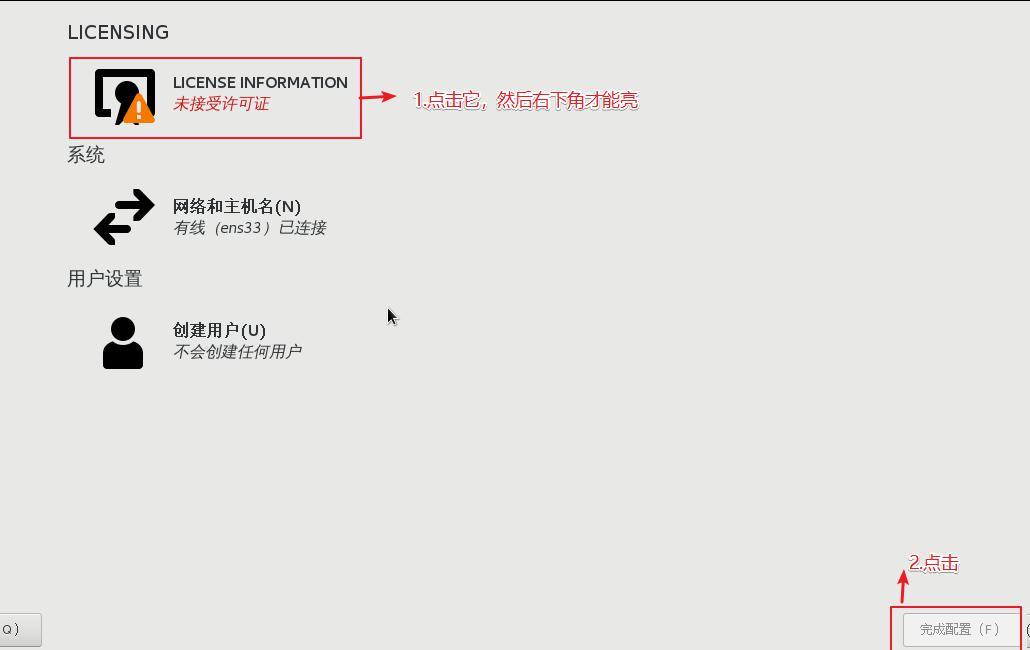 LICENSING
LICENSE INFORMATION
未接受许可证
1.点击它，然后右下角才能亮
系统
网络和主机名(N)
有线（ens33）已连接
用户设置
创建用户(U)
不会创建任何用户
2.点击
Q）
完成配置（F）
(